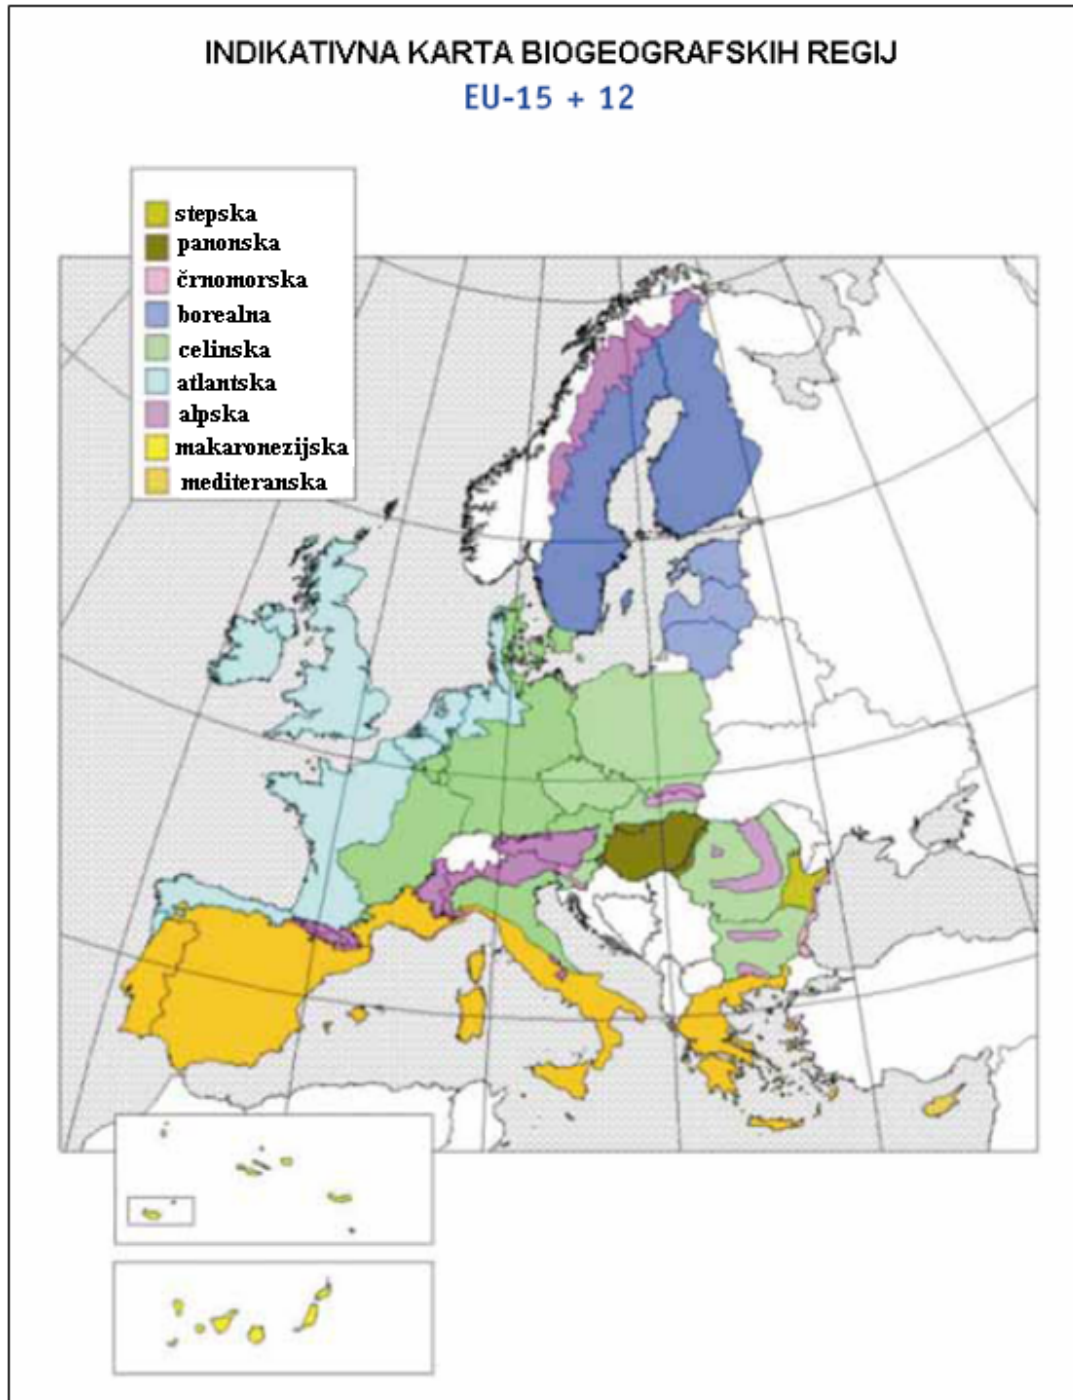 INDIKATIVNA KARTA BIOGEOGRAFSKIH REGIJ
EU-15 + 12
stepska
panonska
črnomorska
borealna
celinska
atlantska
alpska
makaronezijska
mediteranska